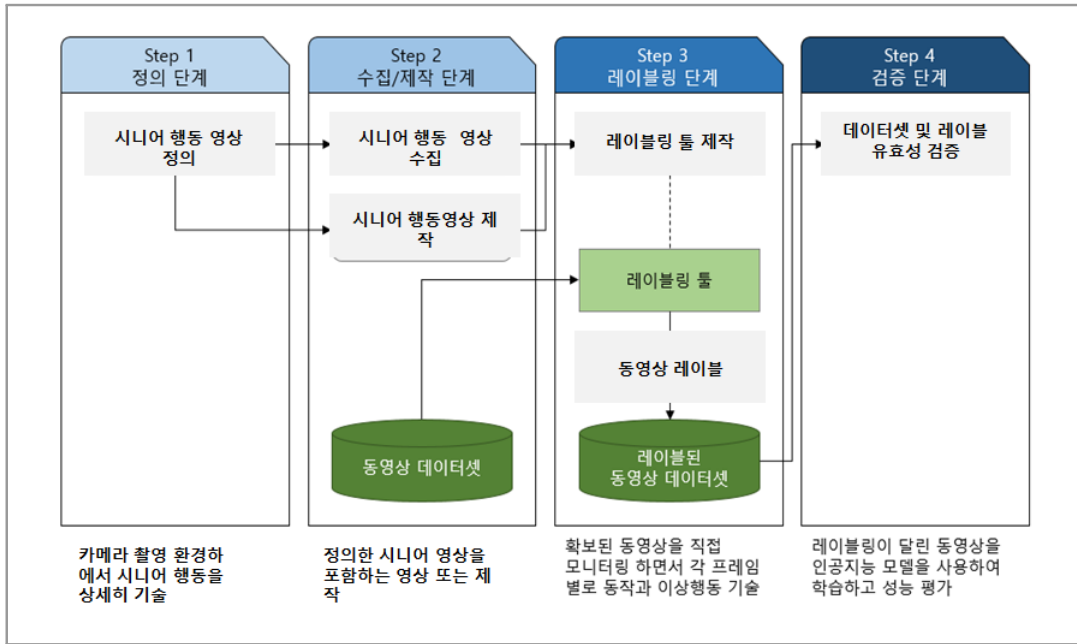 Step 1
정의 단계
Step 2
수집/제작 단계
Step 3
레이블링 단계
Step 4
검증 단계
시니어 행동 영상
정의
시니어 행동 영상
수집
레이블링 툴 제작
데이터셋 및 레이블
유효성 검증
시니어 행동영상 제
작
레이블링 툴
동영상 레이블
동영상 데이터셋
레이블된
동영상 데이터셋
카메라 촬영 환경하
에서 시니어 행동을
상세히 기술
정의한 시니어 영상을
포함하는 영상 또는 제
작
확보된 동영상을 직접
모니터링 하면서 각 프레임
별로 동작과 이상행동 기술
레이블링이 달린 동영상을
인공지능 모델을 사용하여
학습하고 성능 평가